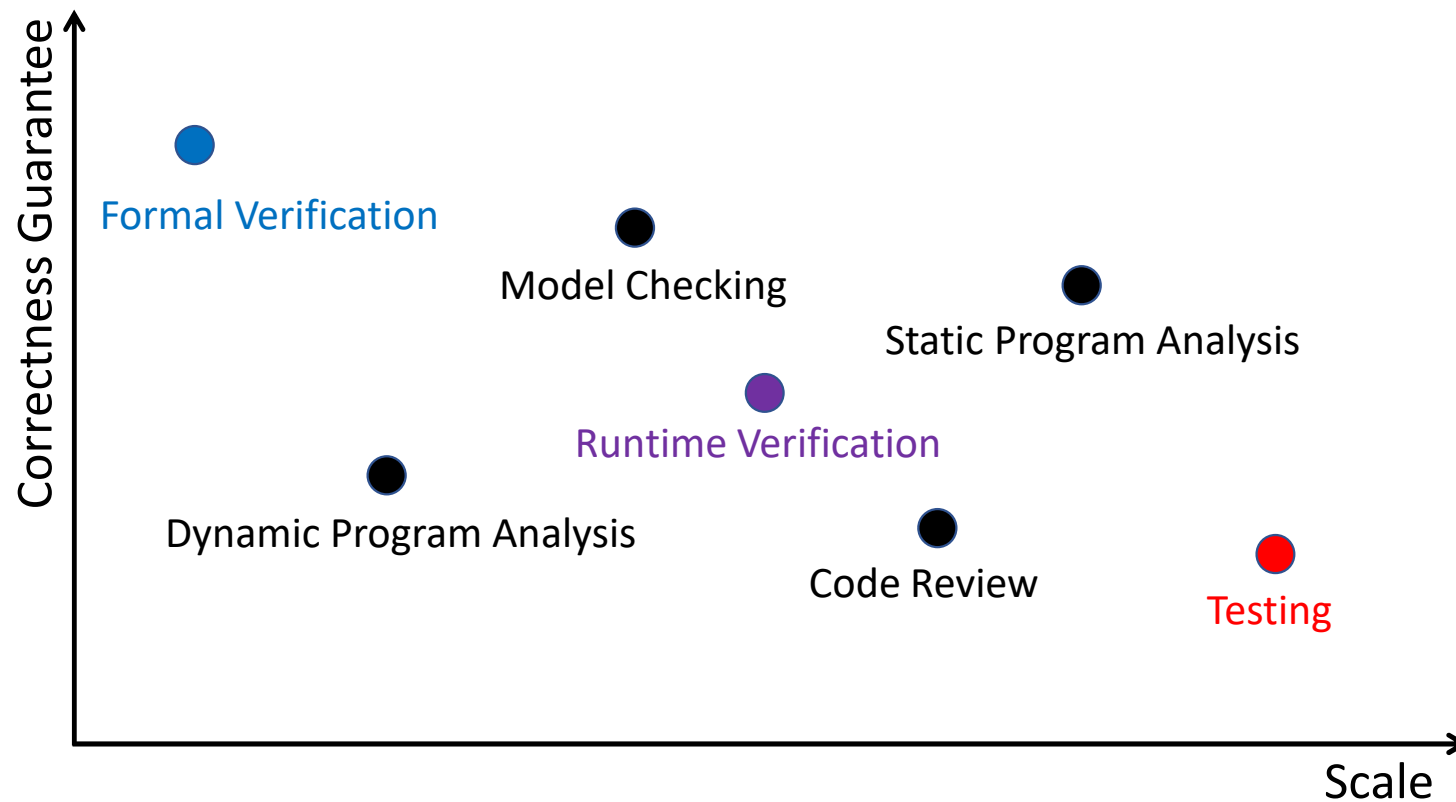 Correctness Guarantee
Formal Verification
Model Checking
Static Program Analysis
Runtime Verification
Dynamic Program Analysis
Code Review
Testing
Scale